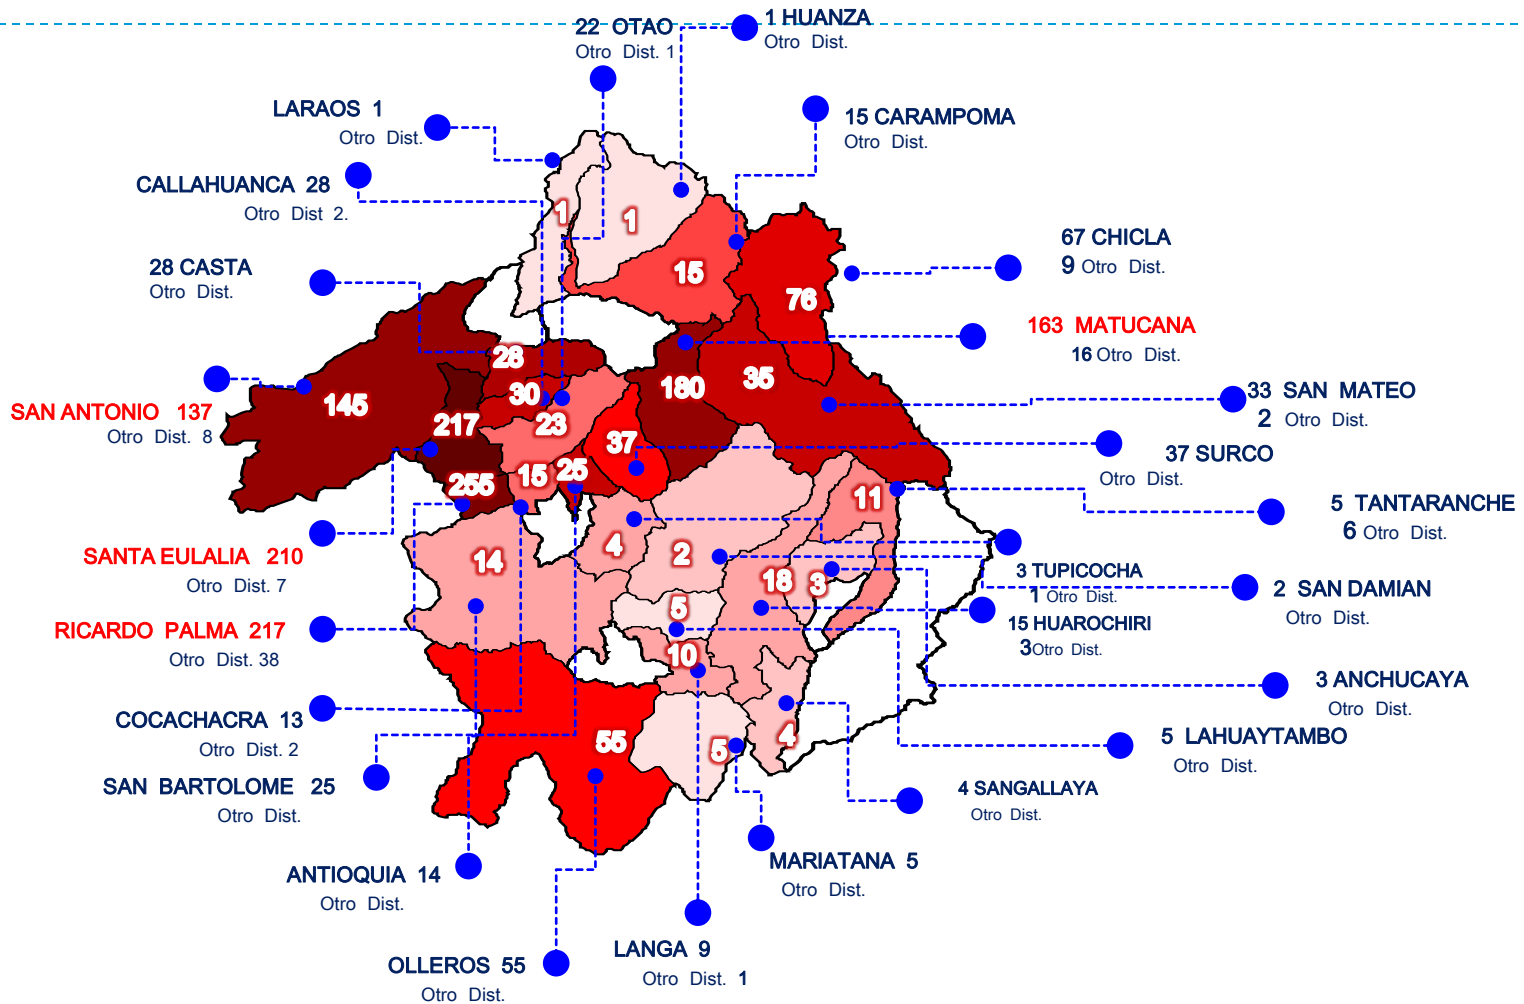 22 OTAO
Otro Dist. 1
1 HUANZA
Otro Dist.
LARAOS 1
Otro Dist.
15 CARAMPOMA
Otro Dist.
CALLAHUANCA 28
Otro Dist 2.
28 CASTA
Otro Dist.
67 CHICLA
9 Otro Dist.
163 MATUCANA
16 Otro Dist.
SAN ANTONIO 137
Otro Dist. 8
33 SAN MATEO
2 Otro Dist.
37 SURCO
Otro Dist.
5 TANTARANCHE
6 Otro Dist.
SANTA EULALIA 210
Otro Dist. 7
3 TUPICOCHA
1 Otro Dist.
2 SAN DAMIAN
Otro Dist.
RICARDO PALMA 217
Otro Dist. 38
15 HUAROCHIRI
3Otro Dist.
3 ANCHUCAYA
Otro Dist.
COCACHACRA 13
Otro Dist. 2
5 LAHUAYTAMBO
Otro Dist.
SAN BARTOLOME 25
Otro Dist.
4 SANGALLAYA
Otro Dist.
ANTIOQUIA 14
Otro Dist.
MARIATANA 5
Otro Dist.
LANGA 9
Otro Dist. 1
OLLEROS 55
Otro Dist.
1
1
15
76
28
30
145
217
23
37
180
35
255
15
25
11
14
4
2
18
3
5
10
55
5
4